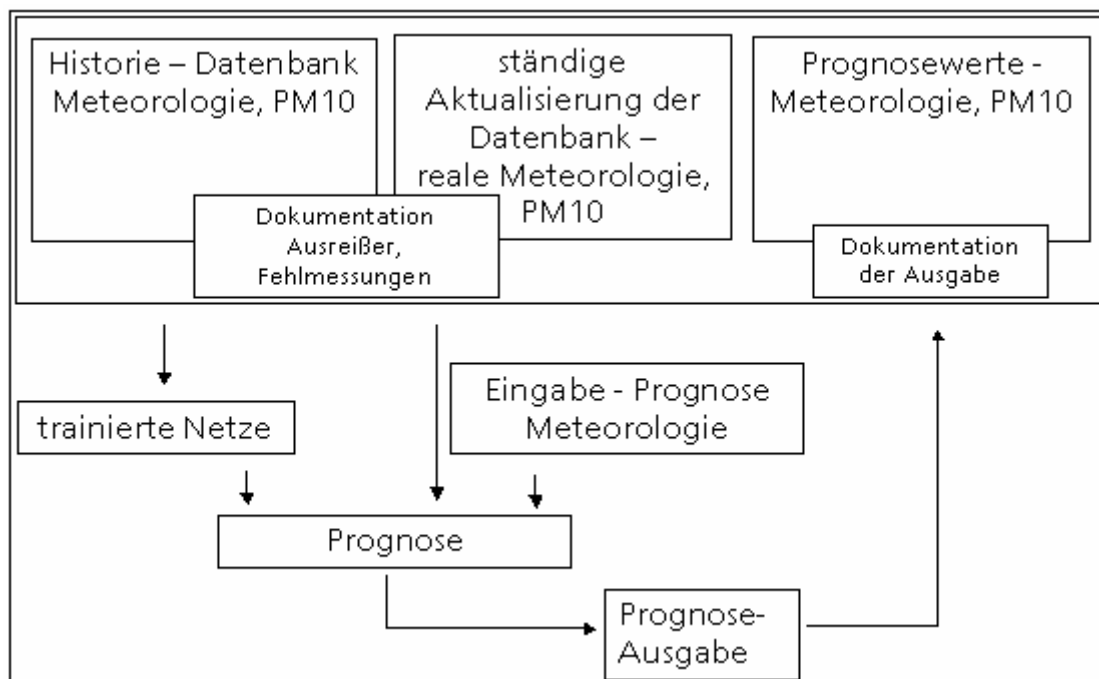 Historie – Datenbank
Meteorologie, PM10
ständige
Aktualisierung der
Datenbank –
reale Meteorologie,
PM10
Prognosewerte -
Meteorologie, PM10
Dokumentation
Ausreißer,
Fehlmessungen
Dokumentation
der Ausgabe
trainierte Netze
Eingabe - Prognose
Meteorologie
Prognose
Prognose-
Ausgabe